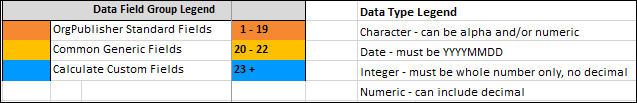 Data Field Group Legend
OrgPublisher Standard Fields 1 - 19
Common Generic Fields 20 - 22
Calculate Custom Fields 23 +
Data Type Legend
Character - can be alpha and/or numeric
Date - must be YYYYMMDD
Integer - must be whole number only, no decimal
Numeric - can include decimal